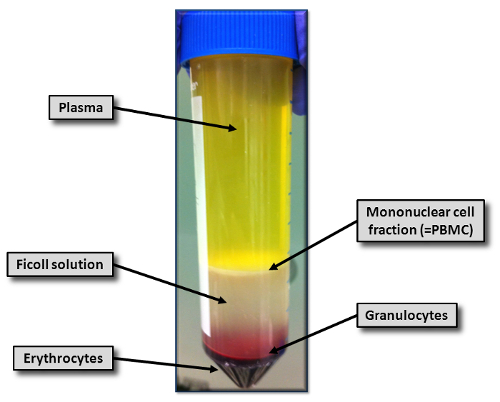 Plasma
Mononuclear cell
fraction (=PBMC)
Ficoll solution
Granulocytes
Erythrocytes